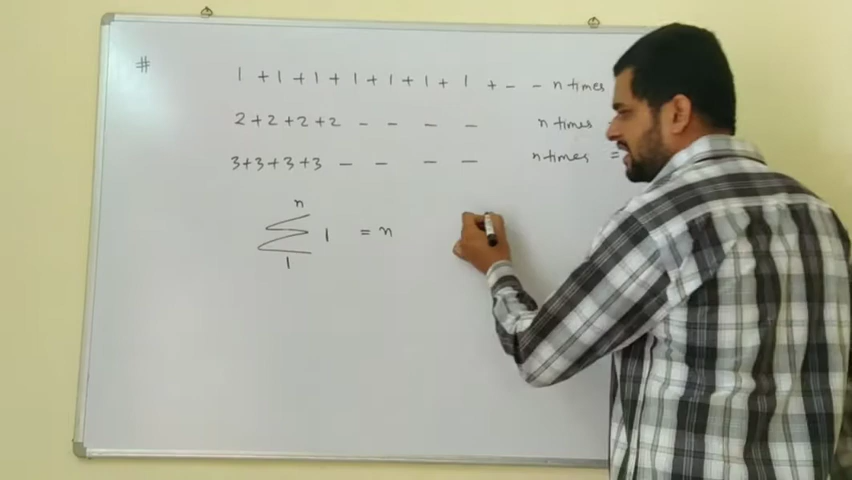 #
1 + 1 + 1 + 1 + 1 + 1 + 1 + - - n times
2 + 2 + 2 + 2 - - - - n times
3 + 3 + 3 + 3 - - - - n times =
n
∑ 1 = n
1